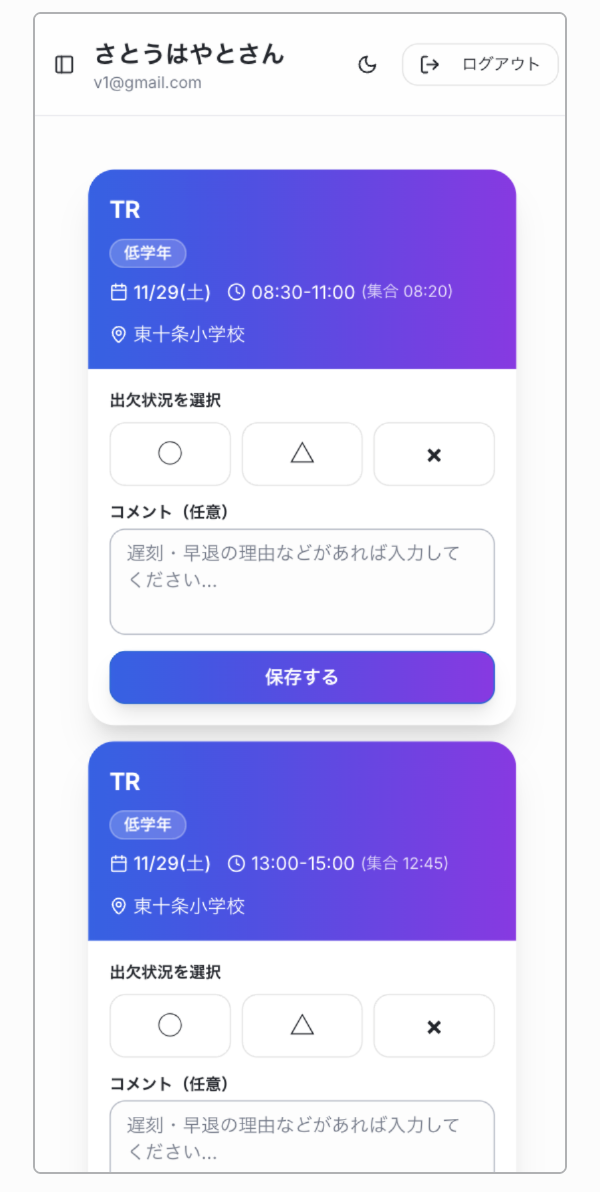 さとうはやとさん
v1@gmail.com
ログアウト
TR
低学年
11/29(土) 08:30-11:00 (集合 08:20)
東十条小学校
出欠状況を選択
○ △ ×
コメント（任意）
遅刻・早退の理由などがあれば入力して
ください...
保存する
TR
低学年
11/29(土) 13:00-15:00 (集合 12:45)
東十条小学校
出欠状況を選択
○ △ ×
コメント（任意）
遅刻・早退の理由などがあれば入力して
ください...